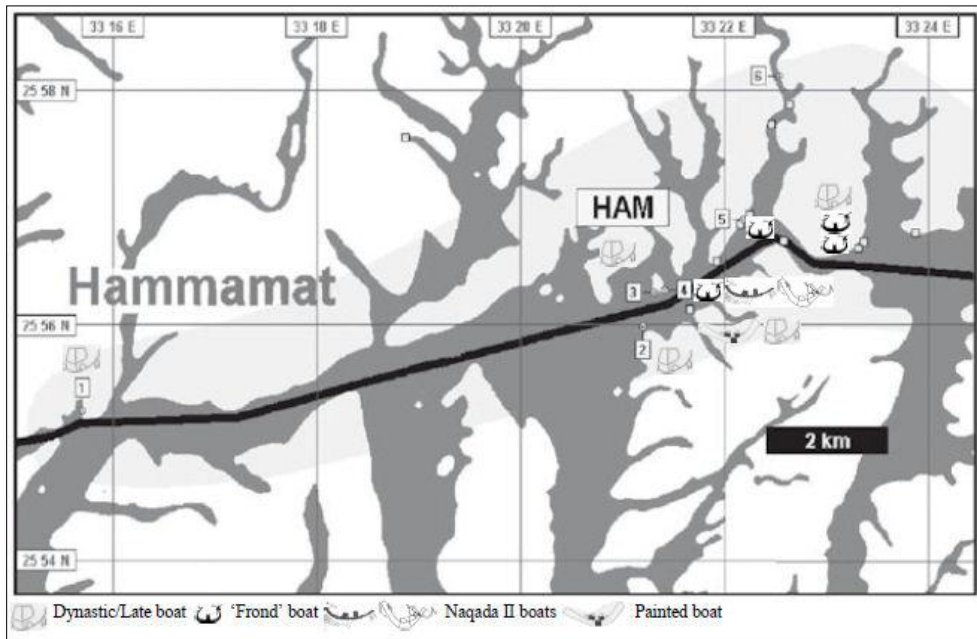 33 16 E 33 18 E 33 20 E 33 22 E 33 24 E
25 58 N
6
HAM
5
Hammamat
3 4
25 56 N
2
1
2 km
25 54 N
Dynastic/Late boat 'Frond' boat Naqada II boats Painted boat